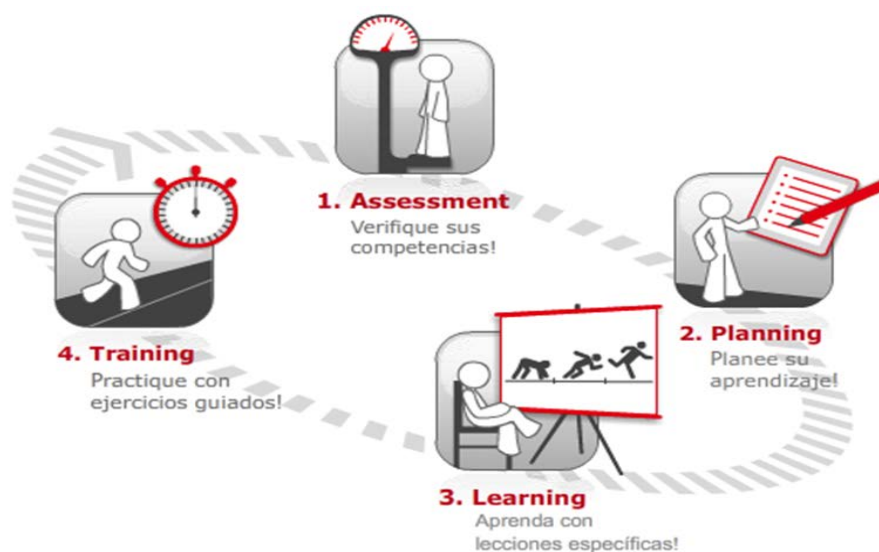 1. Assessment
Verifique sus
competencias!
2. Planning
Planee su
aprendizaje!
3. Learning
Aprenda con
lecciones específicas!
4. Training
Practique con
ejercicios guiados!